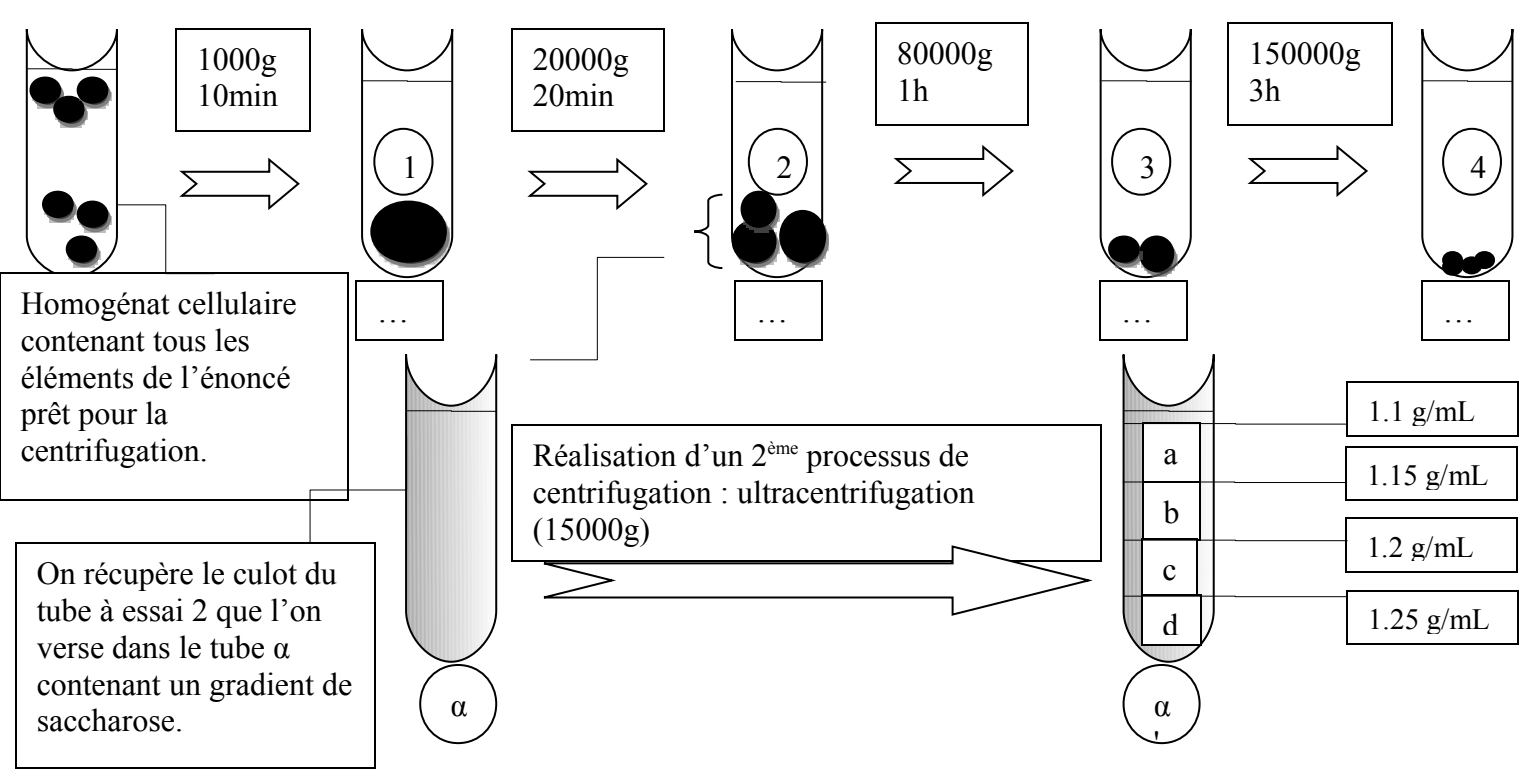 1000g
10min
20000g
20min
80000g
1h
150000g
3h
1
2
3
4
…
…
…
…
Homogénat cellulaire
contenant tous les
éléments de l’énoncé
prêt pour la
centrifugation.
On récupère le culot du
tube à essai 2 que l’on
verse dans le tube α
contenant un gradient de
saccharose.
α
Réalisation d’un 2ème processus de
centrifugation : ultracentrifugation
(15000g)
a
b
c
d
1.1 g/mL
1.15 g/mL
1.2 g/mL
1.25 g/mL
α
'